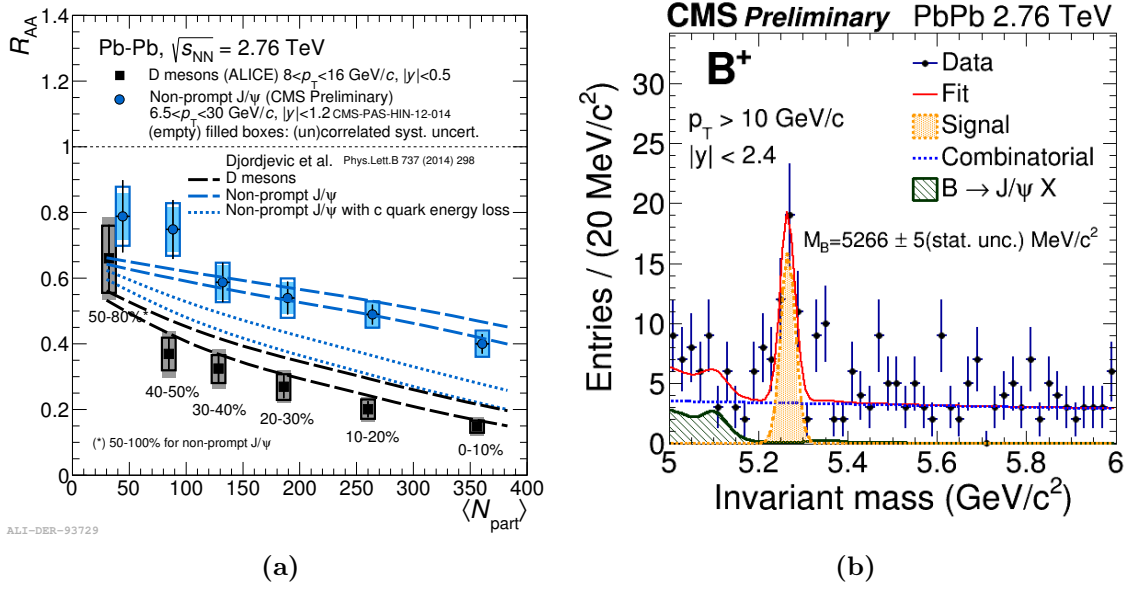 R_AA
1.4
1.2
1
0.8
0.6
0.4
0.2
0
Pb-Pb, √s_NN = 2.76 TeV
D mesons (ALICE) 8<p_T<16 GeV/c, |y|<0.5
Non-prompt J/ψ (CMS Preliminary)
6.5<p_T<30 GeV/c, |y|<1.2 CMS-PAS-HIN-12-014
(empty) filled boxes: (un)correlated syst. uncert.
Djordjevic et al. Phys.Lett.B 737 (2014) 298
D mesons
Non-prompt J/ψ
Non-prompt J/ψ with c quark energy loss
50-80%*
40-50%
30-40%
20-30%
10-20%
0-10%
(*) 50-100% for non-prompt J/ψ
0 50 100 150 200 250 300 350 400
⟨N_part⟩
ALI-DER-93729
(a)
CMS Preliminary PbPb 2.76 TeV
B⁺
p_T > 10 GeV/c
|y| < 2.4
Data
Fit
Signal
Combinatorial
B → J/ψ X
M_B=5266 ± 5(stat. unc.) MeV/c²
Entries / (20 MeV/c²)
30
25
20
15
10
5
0
5 5.2 5.4 5.6 5.8 6
Invariant mass (GeV/c²)
(b)